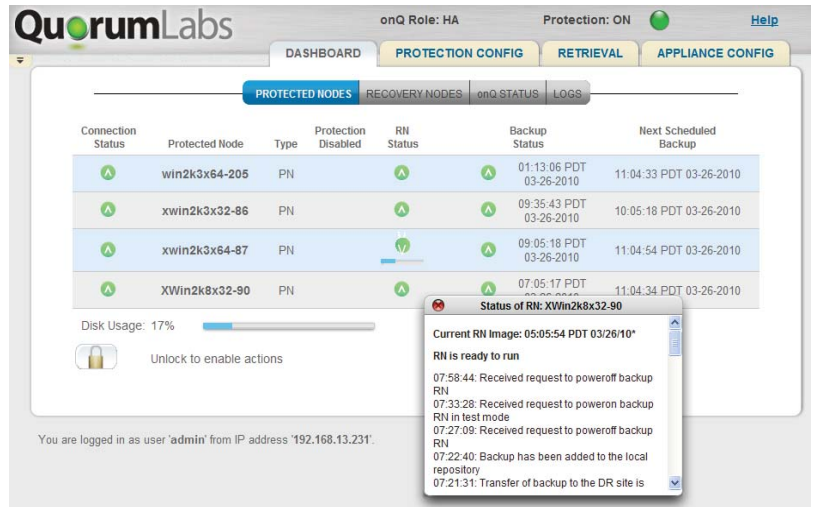 QuorumLabs
onQ Role: HA
Protection: ON
Help
DASHBOARD
PROTECTION CONFIG
RETRIEVAL
APPLIANCE CONFIG
PROTECTED NODES
RECOVERY NODES
onQ STATUS
LOGS
Connection Status
Protected Node
Type
Protection Disabled
RN Status
Backup Status
Next Scheduled Backup
win2k3x64-205 PN 01:13:06 PDT 03-26-2010 11:04:33 PDT 03-26-2010
xwin2k3x32-86 PN 09:35:43 PDT 03-26-2010 10:05:18 PDT 03-26-2010
xwin2k3x64-87 PN 09:05:18 PDT 03-26-2010 11:04:54 PDT 03-26-2010
XWin2k8x32-90 PN 07:05:17 PDT 11:04:34 PDT 03-26-2010
Disk Usage: 17%
Unlock to enable actions
Status of RN: XWin2k8x32-90
Current RN Image: 05:05:54 PDT 03/26/10*
RN is ready to run
07:58:44: Received request to poweroff backup
RN
07:33:28: Received request to poweron backup
RN in test mode
07:27:09: Received request to poweroff backup
RN
07:22:40: Backup has been added to the local
repository
07:21:31: Transfer of backup to the DR site is
You are logged in as user 'admin' from IP address '192.168.13.231'.